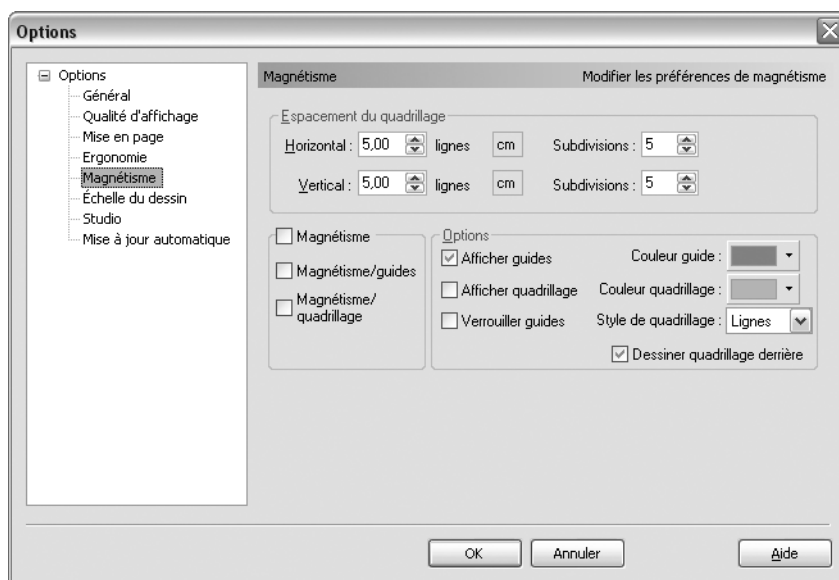 Options
Options
Général
Qualité d'affichage
Mise en page
Ergonomie
Magnétisme
Échelle du dessin
Studio
Mise à jour automatique
Magnétisme Modifier les préférences de magnétisme
Espacement du quadrillage
Horizontal : 5,00 lignes cm Subdivisions : 5
Vertical : 5,00 lignes cm Subdivisions : 5
Magnétisme
Magnétisme/guides
Magnétisme/
quadrillage
Options
Afficher guides Couleur guide :
Afficher quadrillage Couleur quadrillage :
Verrouiller guides Style de quadrillage : Lignes
Dessiner quadrillage derrière
OK Annuler Aide